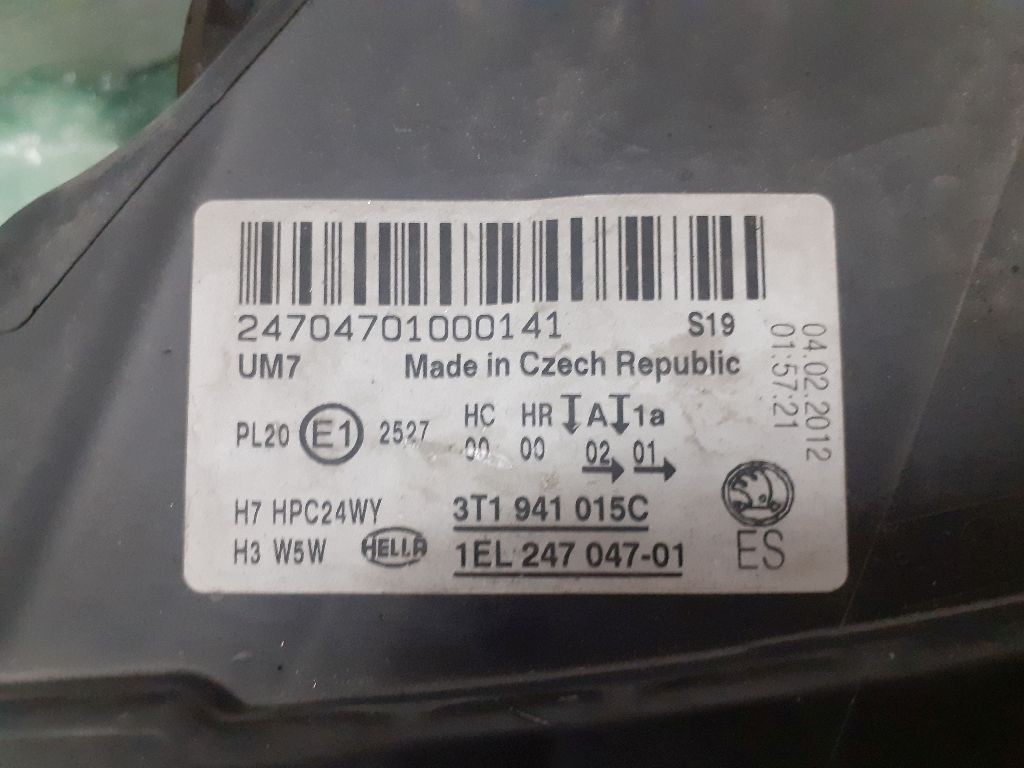 24704701000141 S19
UM7 Made in Czech Republic
PL20 E1 2527 HC HR A 1a
00 00 02 01
H7 HPC24WY 3T1 941 015C
H3 W5W HELLA 1EL 247 047-01
ES
04.02.2012
01:57:21